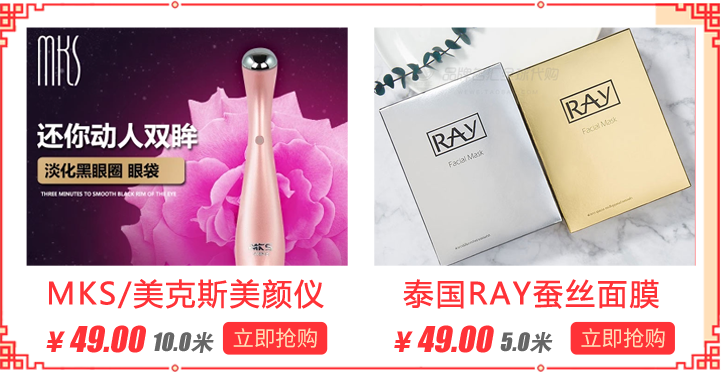 MKS
还你动人双眸
淡化黑眼圈 眼袋
THREE MINUTES TO SMOOTH BLACK RIM OF THE EYE
MKS
RAY
Facial Mask
RAY
Facial Mask
MKS/美克斯美颜仪
¥ 49.00 10.0米 立即抢购
泰国RAY蚕丝面膜
¥ 49.00 5.0米 立即抢购